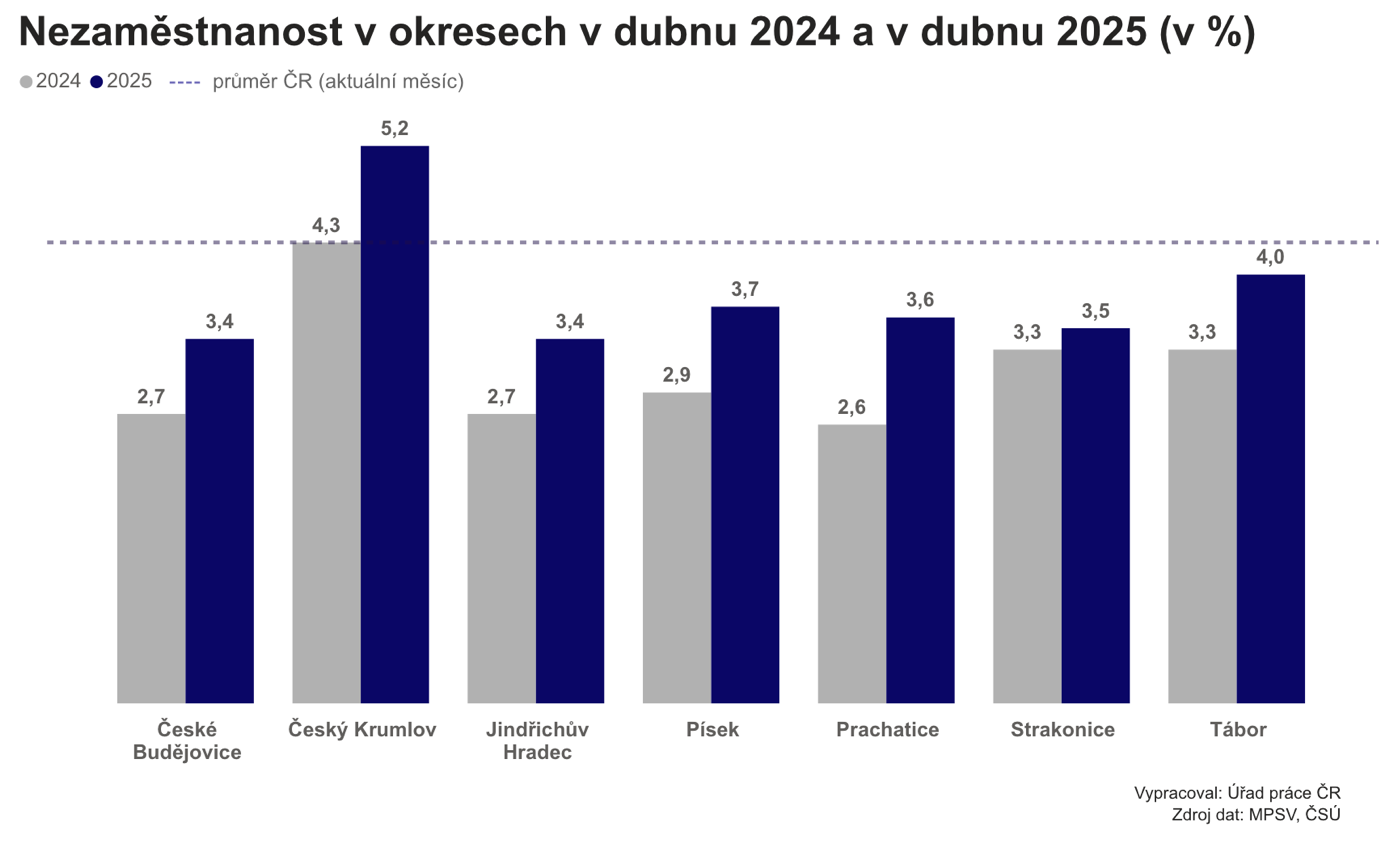 Nezaměstnanost v okresech v dubnu 2024 a v dubnu 2025 (v %)
2024 2025 průměr ČR (aktuální měsíc)
5,2
4,3
4,0
3,7
3,6
3,4
3,4
3,5
3,3
3,3
2,9
2,7
2,7
2,6
České Budějovice
Český Krumlov
Jindřichův Hradec
Písek
Prachatice
Strakonice
Tábor
Vypracoval: Úřad práce ČR
Zdroj dat: MPSV, ČSÚ